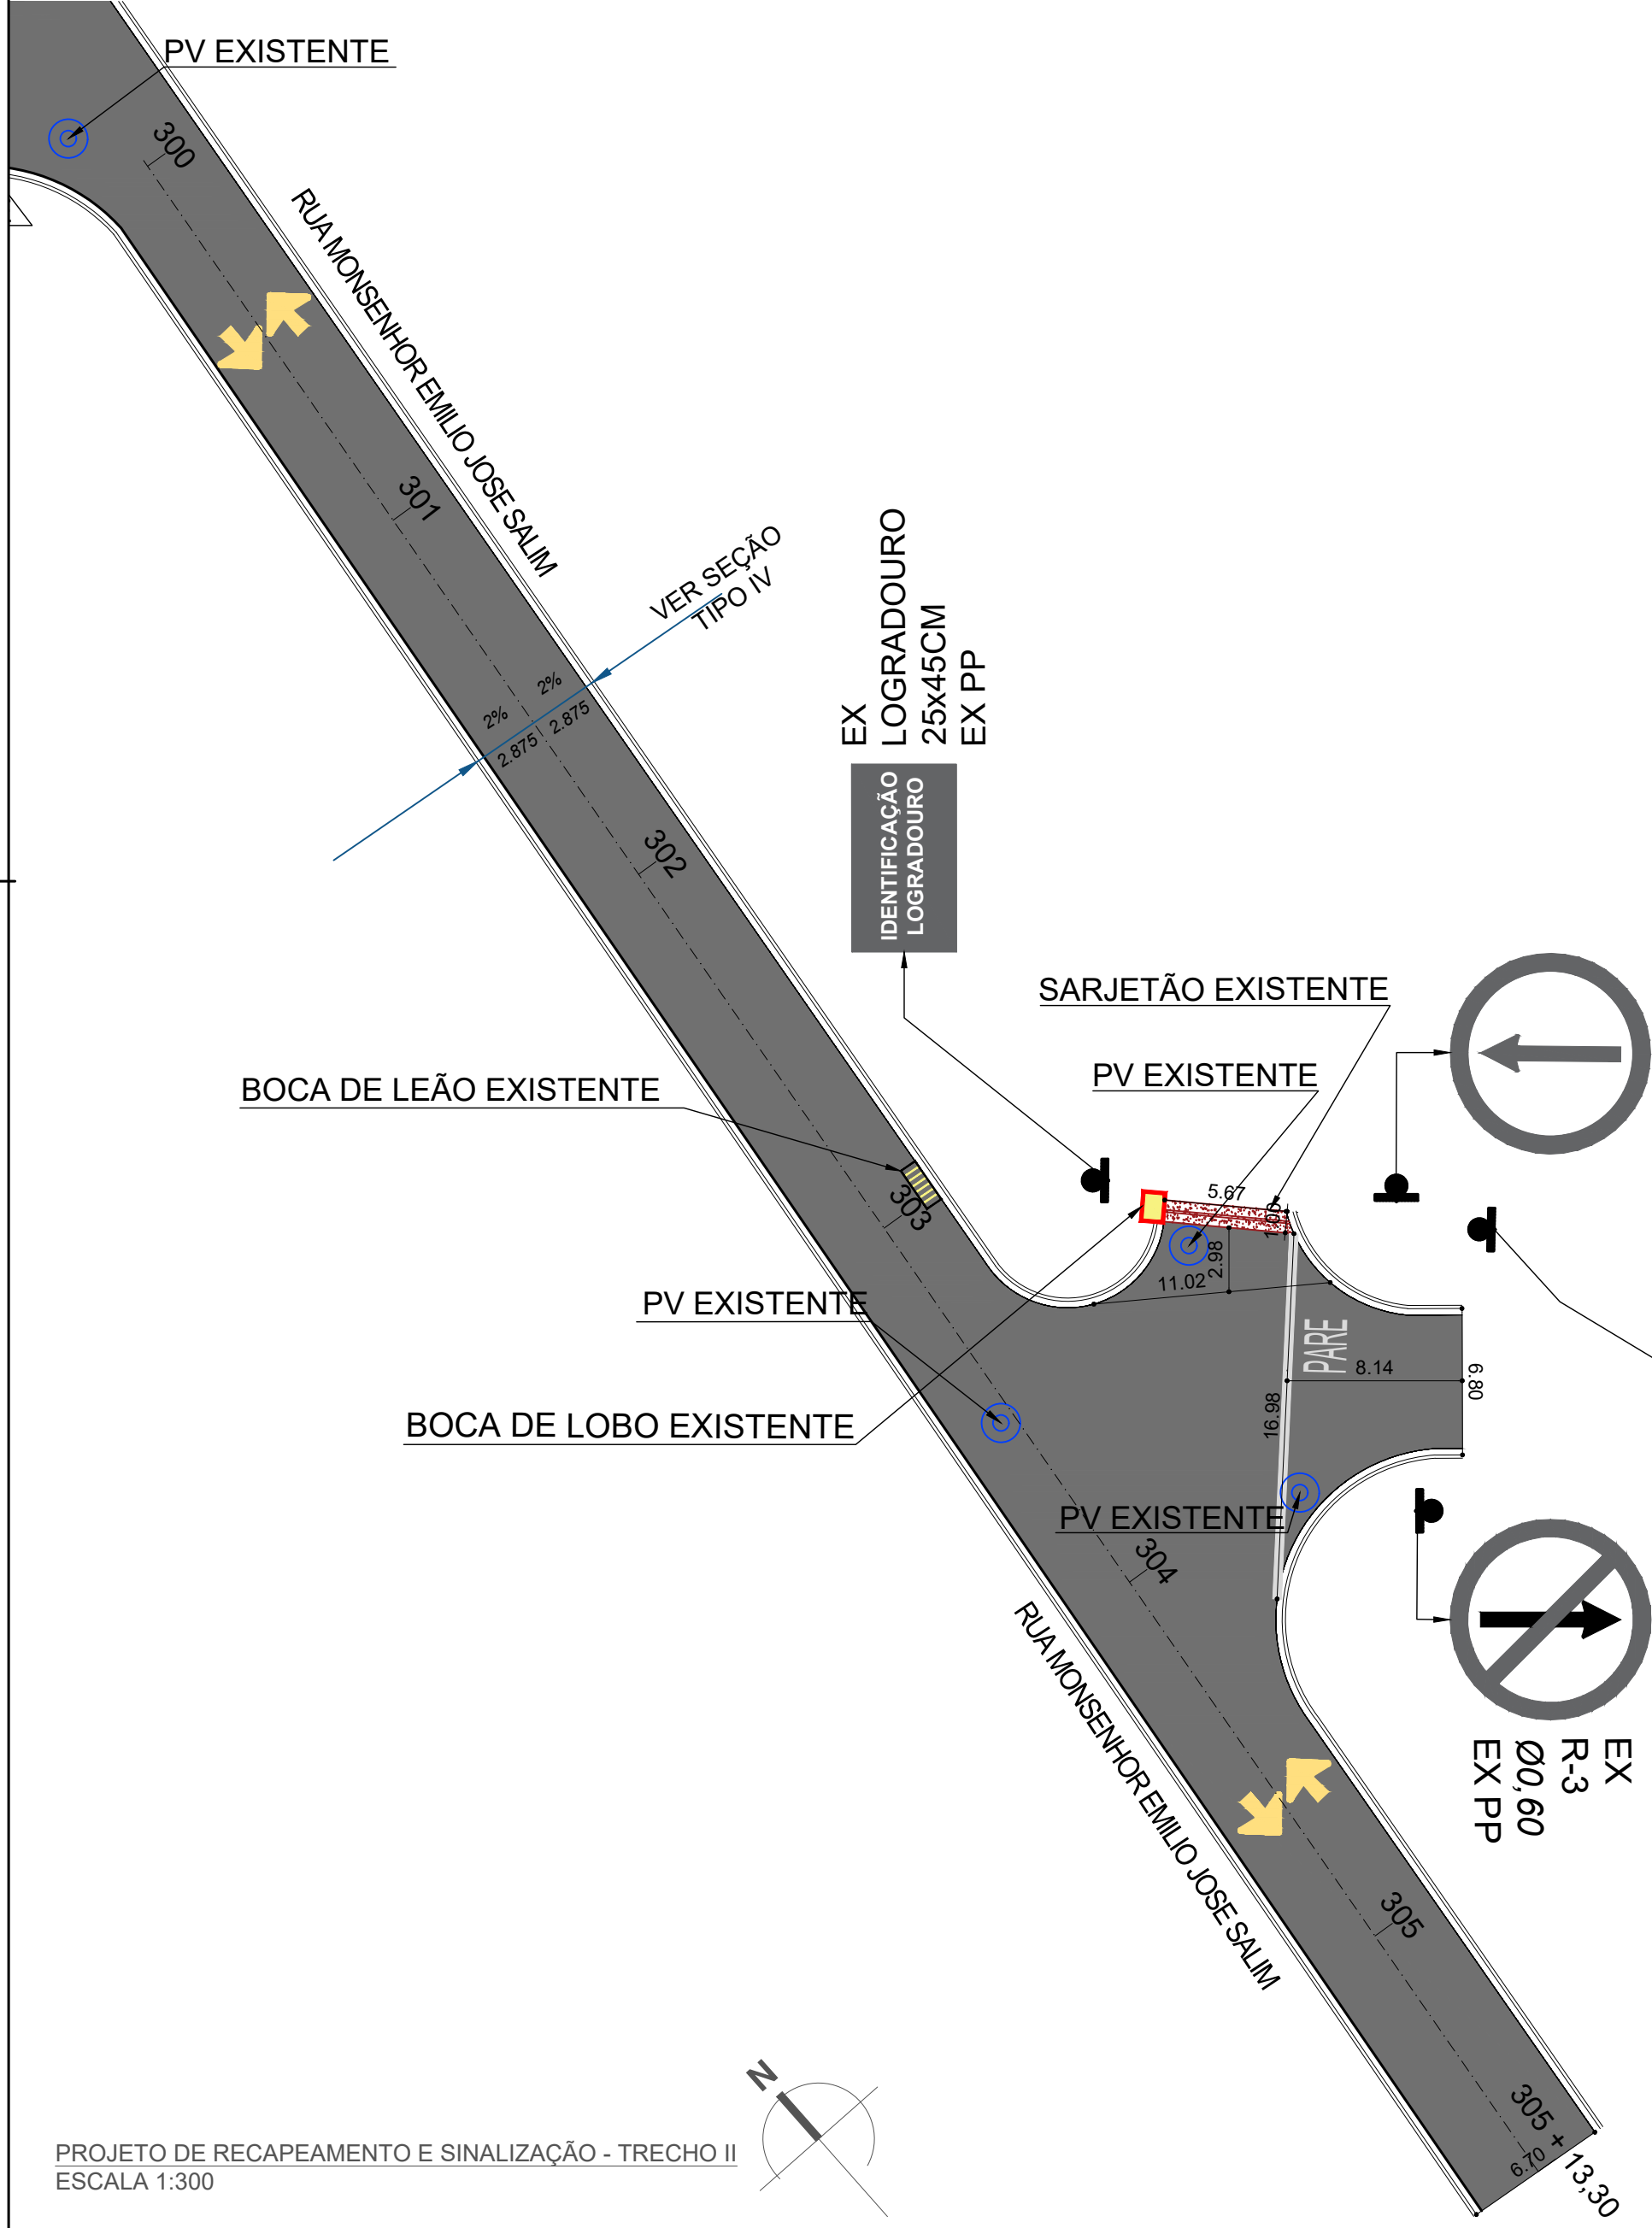 PV EXISTENTE
300
RUA MONSENHOR EMILIO JOSE SALIM
301
VER SEÇÃO
TIPO IV
2%
2%
2.875
2.875
302
EX
LOGRADOURO
25x45CM
EX PP
IDENTIFICAÇÃO
LOGRADOURO
SARJETÃO EXISTENTE
PV EXISTENTE
BOCA DE LEÃO EXISTENTE
303
5.67
1.00
2.98
11.02
PV EXISTENTE
PARE
8.14
6.80
16.98
BOCA DE LOBO EXISTENTE
PV EXISTENTE
304
RUA MONSENHOR EMILIO JOSE SALIM
EX
R-3
Ø0,60
EX PP
305
305 + 13,30
6.70
N
PROJETO DE RECAPEAMENTO E SINALIZAÇÃO - TRECHO II
ESCALA 1:300